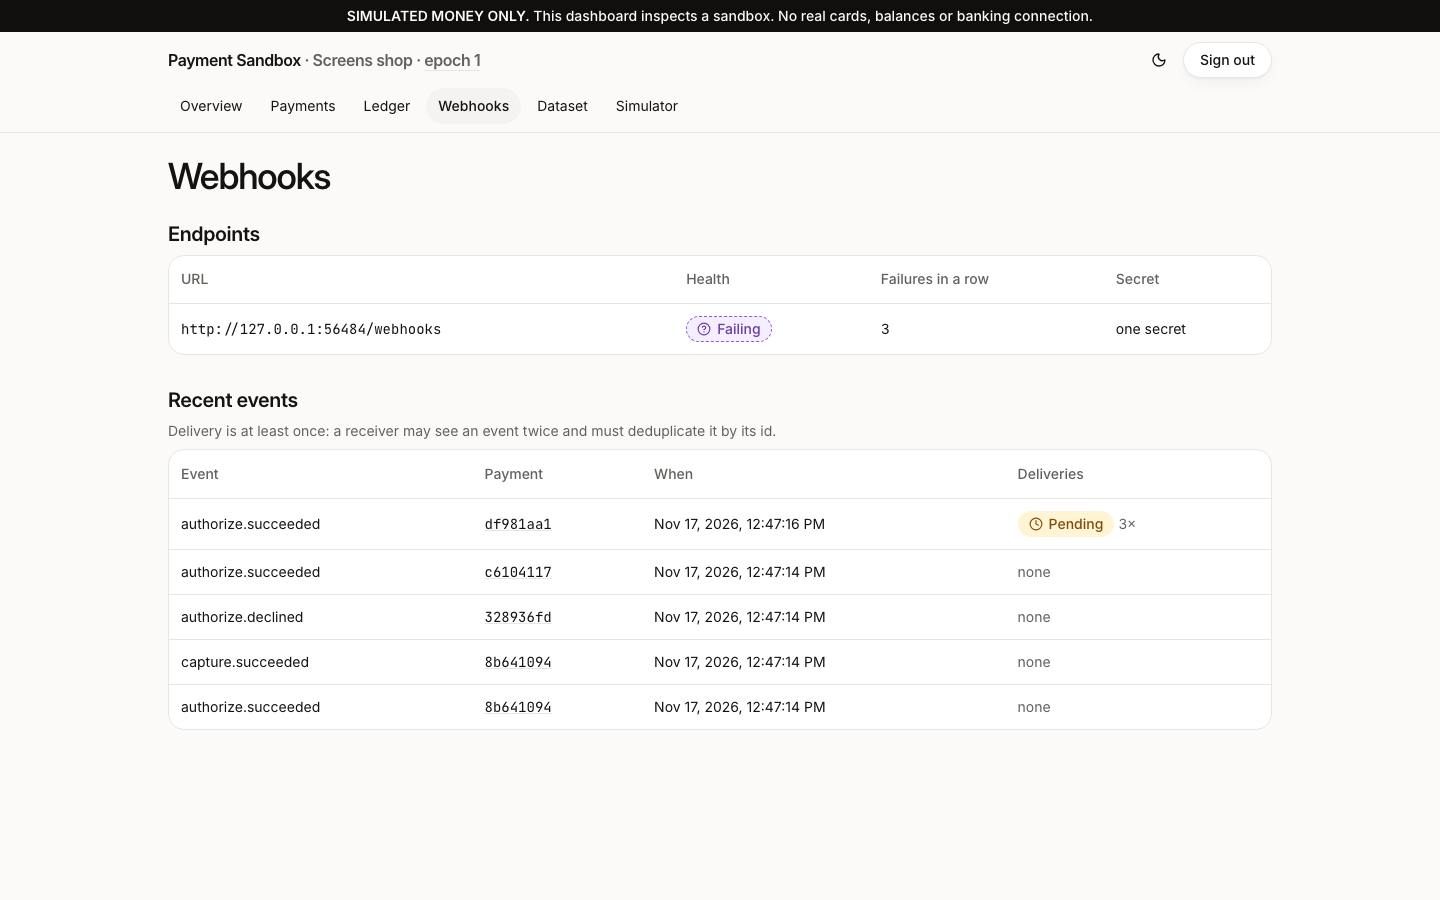 SIMULATED MONEY ONLY. This dashboard inspects a sandbox. No real cards, balances or banking connection.
Payment Sandbox · Screens shop · epoch 1
Sign out
Overview Payments Ledger Webhooks Dataset Simulator
Webhooks
Endpoints
URL Health Failures in a row Secret
http://127.0.0.1:56484/webhooks Failing 3 one secret
Recent events
Delivery is at least once: a receiver may see an event twice and must deduplicate it by its id.
Event Payment When Deliveries
authorize.succeeded df981aa1 Nov 17, 2026, 12:47:16 PM Pending 3×
authorize.succeeded c6104117 Nov 17, 2026, 12:47:14 PM none
authorize.declined 328936fd Nov 17, 2026, 12:47:14 PM none
capture.succeeded 8b641094 Nov 17, 2026, 12:47:14 PM none
authorize.succeeded 8b641094 Nov 17, 2026, 12:47:14 PM none